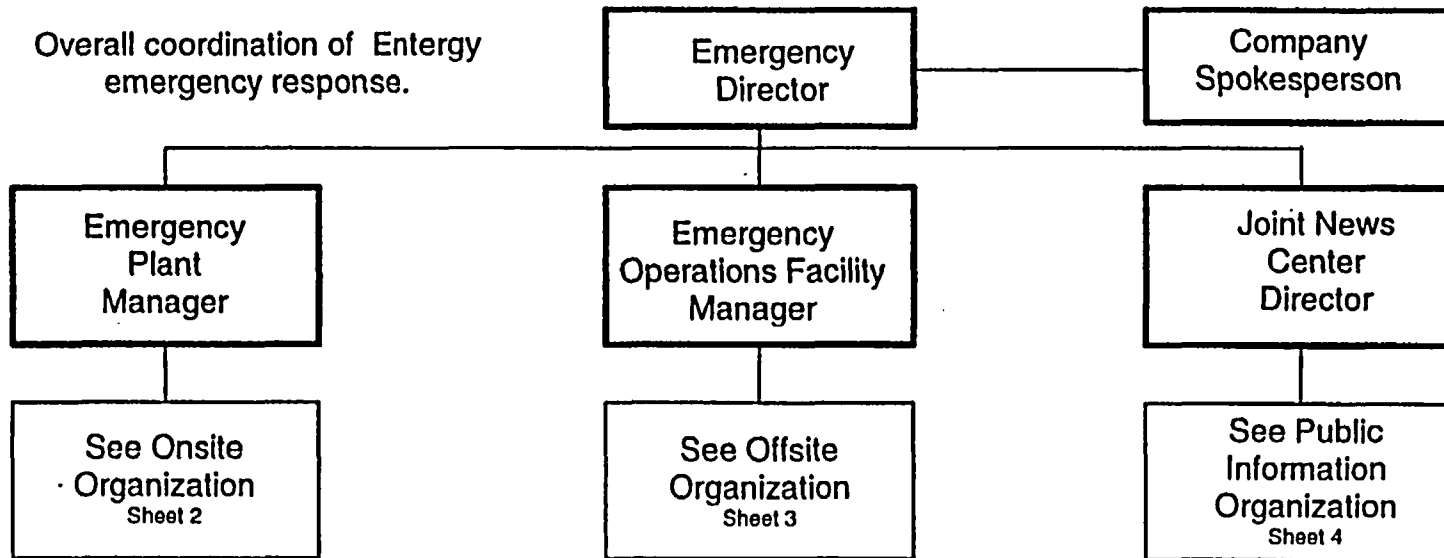 Overall coordination of Entergy
emergency response.
Emergency
Director
Company
Spokesperson
Emergency
Plant
Manager
Emergency
Operations Facility
Manager
Joint News
Center
Director
See Onsite
Organization
Sheet 2
See Offsite
Organization
Sheet 3
See Public
Information
Organization
Sheet 4